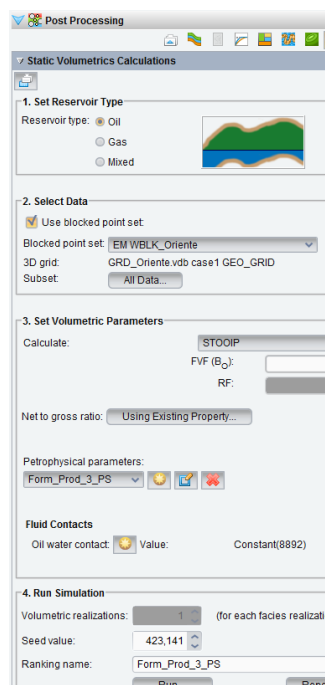 Post Processing
Static Volumetrics Calculations
1. Set Reservoir Type
Reservoir type: Oil
Gas
Mixed
2. Select Data
Use blocked point set:
Blocked point set: EM WBLK_Oriente
3D grid: GRD_Oriente.vdb case1 GEO_GRID
Subset: All Data...
3. Set Volumetric Parameters
Calculate: STOOIP
FVF (BO):
RF:
Net to gross ratio: Using Existing Property...
Petrophysical parameters:
Form_Prod_3_PS
Fluid Contacts
Oil water contact: Value: Constant(8892)
4. Run Simulation
Volumetric realizations: 1 (for each facies realizati
Seed value: 423,141
Ranking name: Form_Prod_3_PS
Run